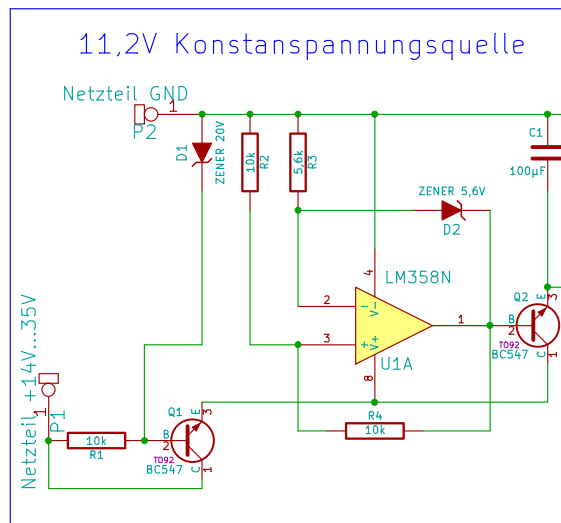 11,2V Konstanspannungsquelle
Netzteil GND
1
P2
D1
ZENER 20V
10k
R2
5,6k
R3
C1
100µF
ZENER 5,6V
D2
4
LM358N
2
-
V-
1
3
+
V+
8
U1A
Q2
E
3
B
2
TO92
BC547
C
1
Netzteil +14V...35V
1
P1
10k
R1
Q1
E
3
B
2
TO92
BC547
C
1
R4
10k